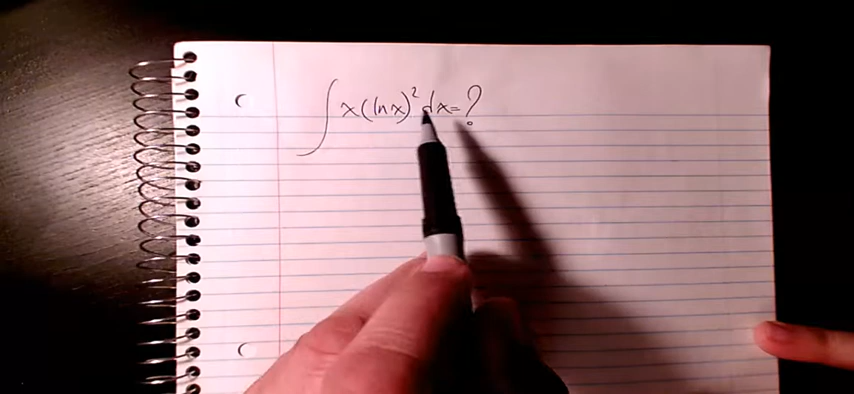 ∫ x(ln x)² dx = ?